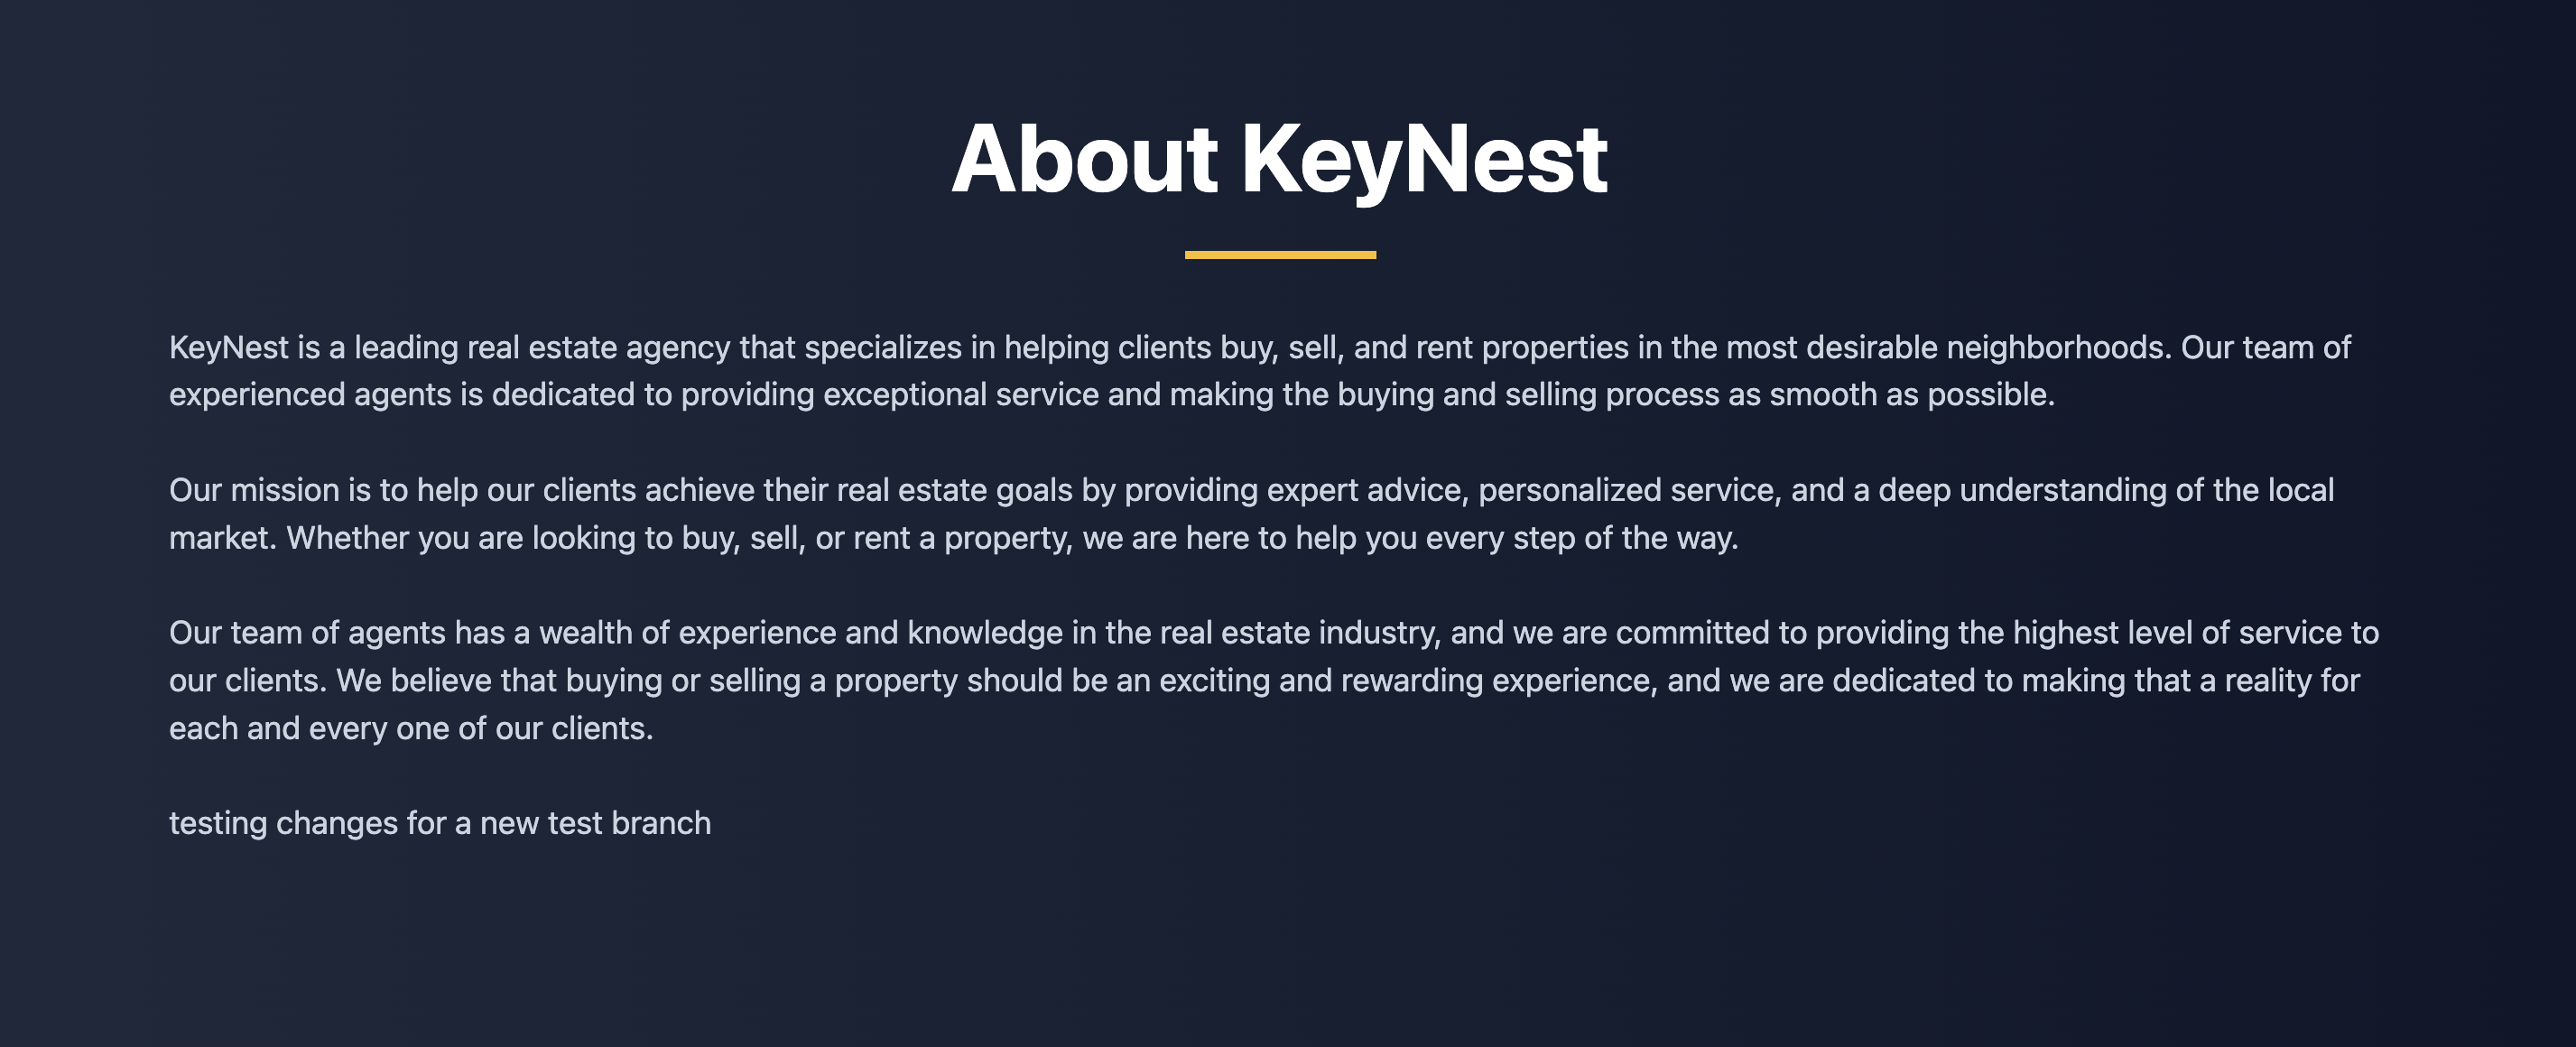 About KeyNest
KeyNest is a leading real estate agency that specializes in helping clients buy, sell, and rent properties in the most desirable neighborhoods. Our team of
experienced agents is dedicated to providing exceptional service and making the buying and selling process as smooth as possible.
Our mission is to help our clients achieve their real estate goals by providing expert advice, personalized service, and a deep understanding of the local
market. Whether you are looking to buy, sell, or rent a property, we are here to help you every step of the way.
Our team of agents has a wealth of experience and knowledge in the real estate industry, and we are committed to providing the highest level of service to
our clients. We believe that buying or selling a property should be an exciting and rewarding experience, and we are dedicated to making that a reality for
each and every one of our clients.
testing changes for a new test branch